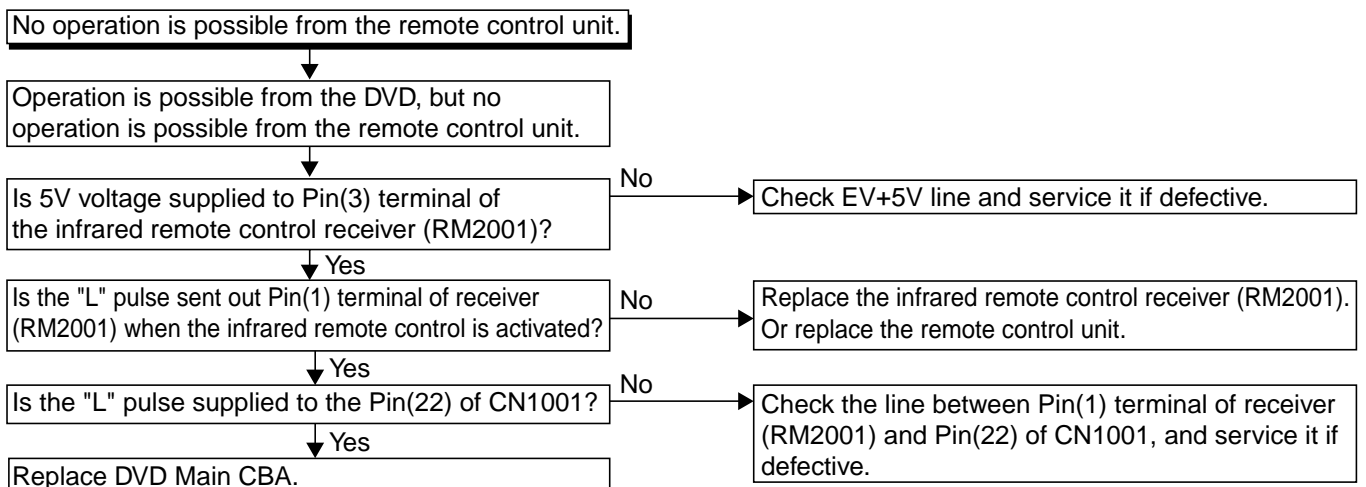 No operation is possible from the remote control unit.
Operation is possible from the DVD, but no
operation is possible from the remote control unit.
Is 5V voltage supplied to Pin(3) terminal of
the infrared remote control receiver (RM2001)?
No
Check EV+5V line and service it if defective.
Yes
Is the "L" pulse sent out Pin(1) terminal of receiver
(RM2001) when the infrared remote control is activated?
No
Replace the infrared remote control receiver (RM2001).
Or replace the remote control unit.
Yes
Is the "L" pulse supplied to the Pin(22) of CN1001?
No
Check the line between Pin(1) terminal of receiver
(RM2001) and Pin(22) of CN1001, and service it if
defective.
Yes
Replace DVD Main CBA.